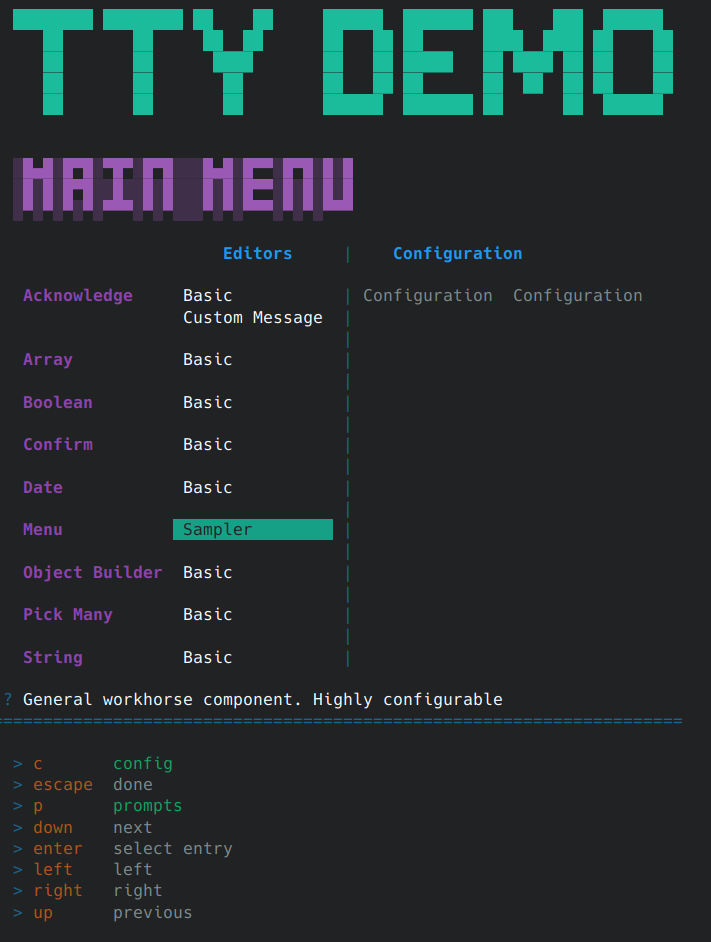 TTY DEMO
MAIN MENU
Editors | Configuration
Acknowledge Basic | Configuration Configuration
Custom Message |
|
Array Basic |
|
Boolean Basic |
|
Confirm Basic |
|
Date Basic |
|
Menu Sampler |
|
Object Builder Basic |
|
Pick Many Basic |
|
String Basic |
? General workhorse component. Highly configurable
====================================================================
> c config
> escape done
> p prompts
> down next
> enter select entry
> left left
> right right
> up previous